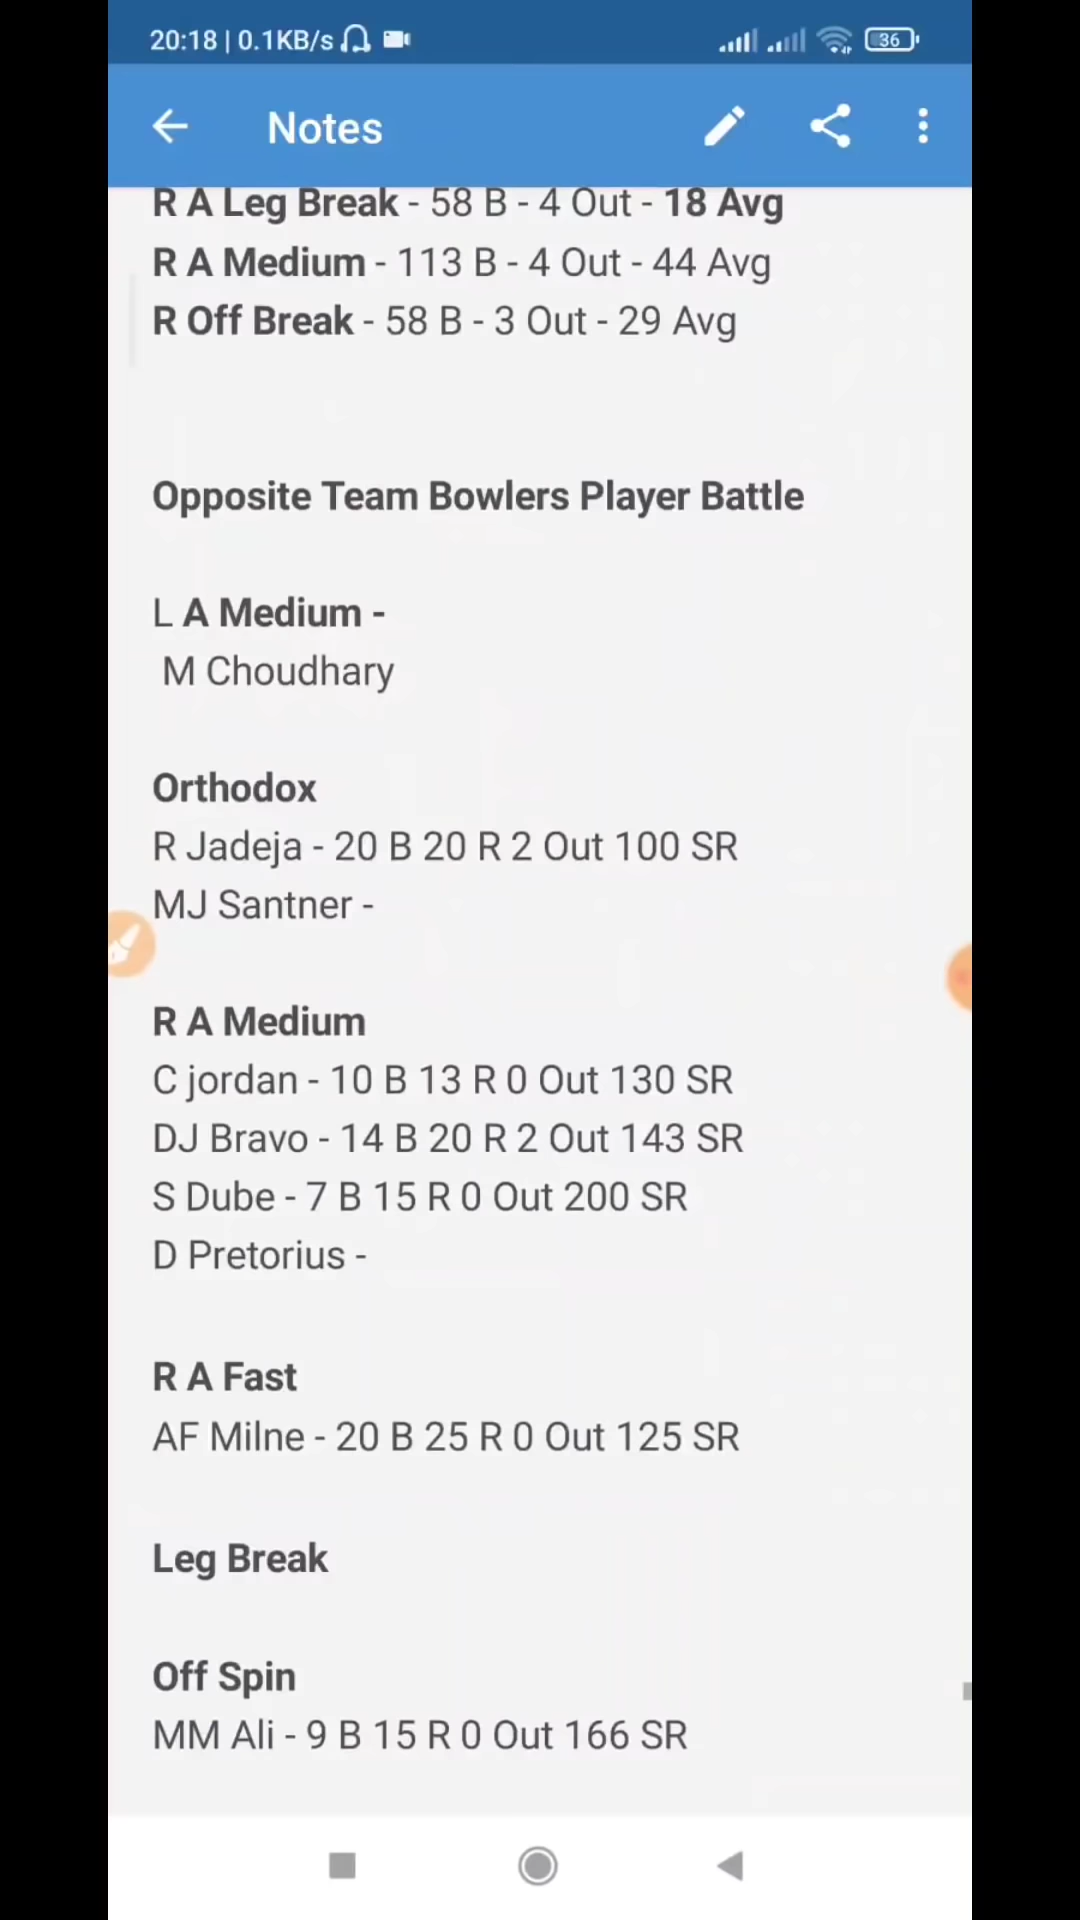 20:18 | 0.1KB/s
36
Notes
R A Leg Break - 58 B - 4 Out - 18 Avg
R A Medium - 113 B - 4 Out - 44 Avg
R Off Break - 58 B - 3 Out - 29 Avg
Opposite Team Bowlers Player Battle
L A Medium -
M Choudhary
Orthodox
R Jadeja - 20 B 20 R 2 Out 100 SR
MJ Santner -
R A Medium
C jordan - 10 B 13 R 0 Out 130 SR
DJ Bravo - 14 B 20 R 2 Out 143 SR
S Dube - 7 B 15 R 0 Out 200 SR
D Pretorius -
R A Fast
AF Milne - 20 B 25 R 0 Out 125 SR
Leg Break
Off Spin
MM Ali - 9 B 15 R 0 Out 166 SR